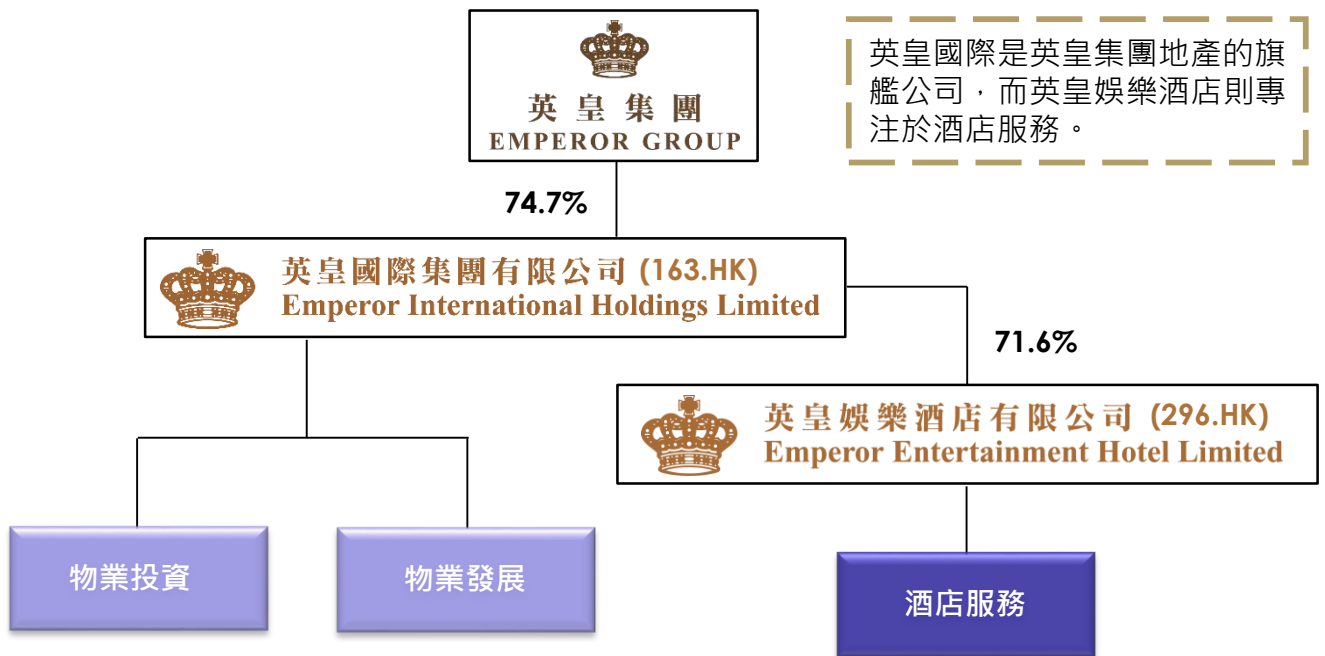 英皇集團
EMPEROR GROUP
英皇國際是英皇集團地產的旗
艦公司，而英皇娛樂酒店則專
注於酒店服務。
74.7%
英皇國際集團有限公司 (163.HK)
Emperor International Holdings Limited
71.6%
英皇娛樂酒店有限公司 (296.HK)
Emperor Entertainment Hotel Limited
物業投資
物業發展
酒店服務